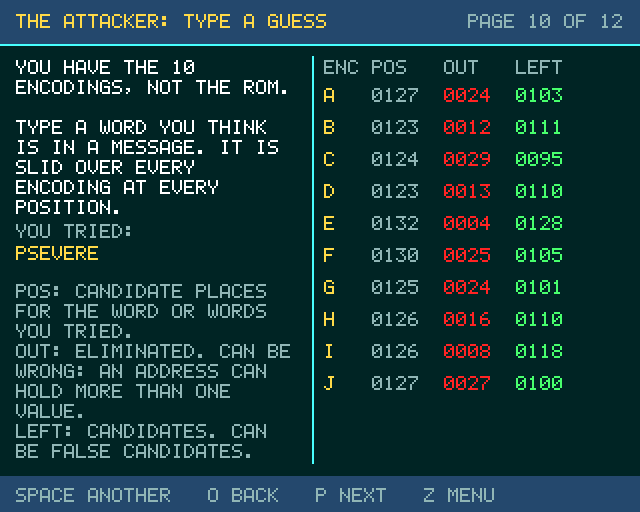 THE ATTACKER: TYPE A GUESS
PAGE 10 OF 12
YOU HAVE THE 10
ENCODINGS, NOT THE ROM.
TYPE A WORD YOU THINK
IS IN A MESSAGE. IT IS
SLID OVER EVERY
ENCODING AT EVERY
POSITION.
YOU TRIED:
PSEVERE
POS: CANDIDATE PLACES
FOR THE WORD OR WORDS
YOU TRIED.
OUT: ELIMINATED. CAN BE
WRONG: AN ADDRESS CAN
HOLD MORE THAN ONE
VALUE.
LEFT: CANDIDATES. CAN
BE FALSE CANDIDATES.
ENC POS OUT LEFT
A 0127 0024 0103
B 0123 0012 0111
C 0124 0029 0095
D 0123 0013 0110
E 0132 0004 0128
F 0130 0025 0105
G 0125 0024 0101
H 0126 0016 0110
I 0126 0008 0118
J 0127 0027 0100
SPACE ANOTHER O BACK P NEXT Z MENU